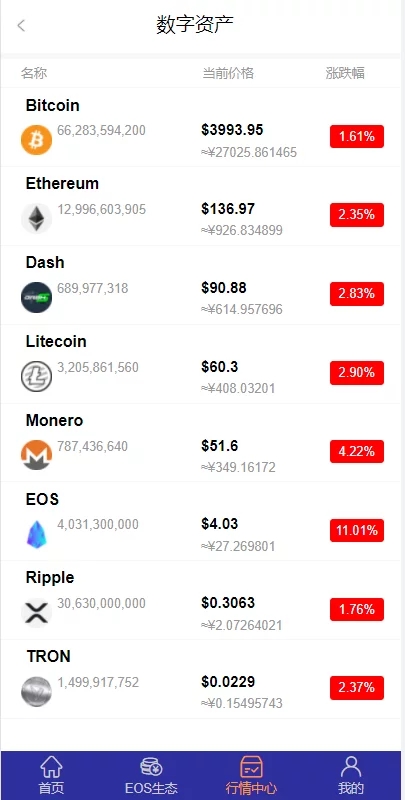 数字资产
名称 当前价格 涨跌幅
Bitcoin
66,283,594,200 $3993.95 1.61%
≈¥27025.861465
Ethereum
12,996,603,905 $136.97 2.35%
≈¥926.834899
Dash
689,977,318 $90.88 2.83%
≈¥614.957696
Litecoin
3,205,861,560 $60.3 2.90%
≈¥408.03201
Monero
787,436,640 $51.6 4.22%
≈¥349.16172
EOS
4,031,300,000 $4.03 11.01%
≈¥27.269801
Ripple
30,630,000,000 $0.3063 1.76%
≈¥2.07264021
TRON
1,499,917,752 $0.0229 2.37%
≈¥0.15495743
首页 EOS生态 行情中心 我的